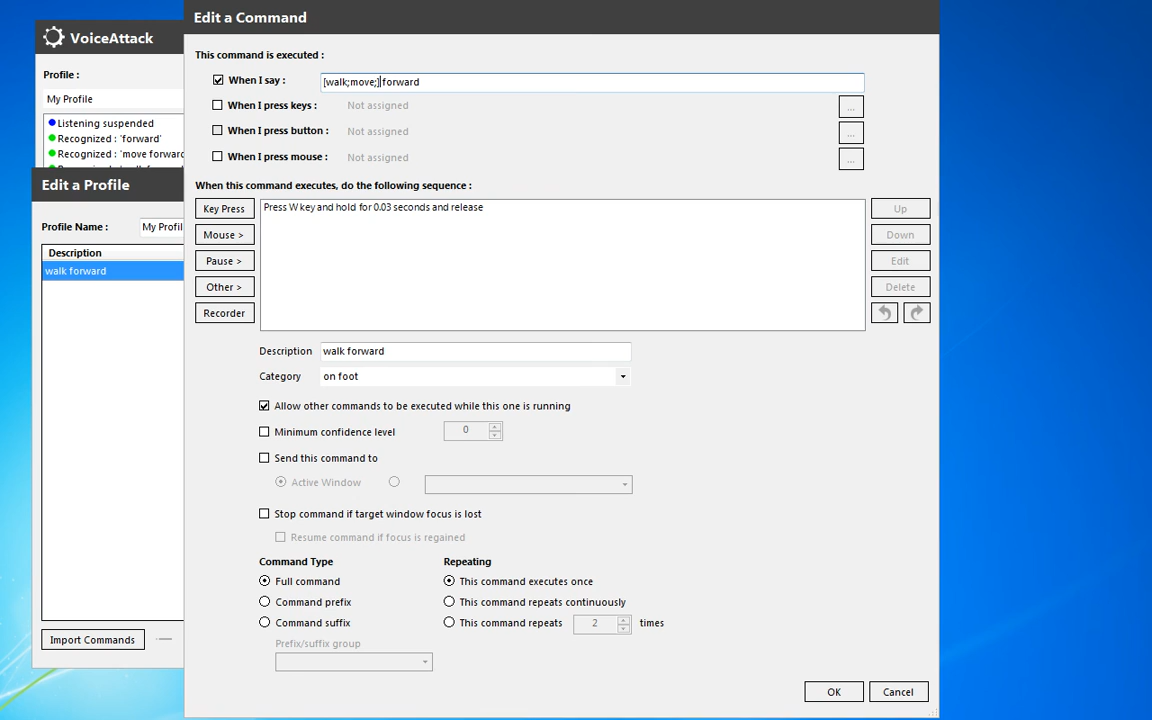 Edit a Command
VoiceAttack
This command is executed :
Profile :
When I say :
[walk;move;] forward
My Profile
When I press keys :
Not assigned
...
Listening suspended
When I press button :
Not assigned
...
Recognized : 'forward'
Recognized : 'move forward
When I press mouse :
Not assigned
...
Edit a Profile
When this command executes, do the following sequence :
Key Press
Press W key and hold for 0.03 seconds and release
Up
Profile Name :
My Profil
Mouse >
Down
Description
Pause >
Edit
walk forward
Other >
Delete
Recorder
Description
walk forward
Category
on foot
Allow other commands to be executed while this one is running
Minimum confidence level
0
Send this command to
Active Window
Stop command if target window focus is lost
Resume command if focus is regained
Command Type
Repeating
Full command
This command executes once
Command prefix
This command repeats continuously
Command suffix
This command repeats
2
times
Import Commands
Prefix/suffix group
OK
Cancel